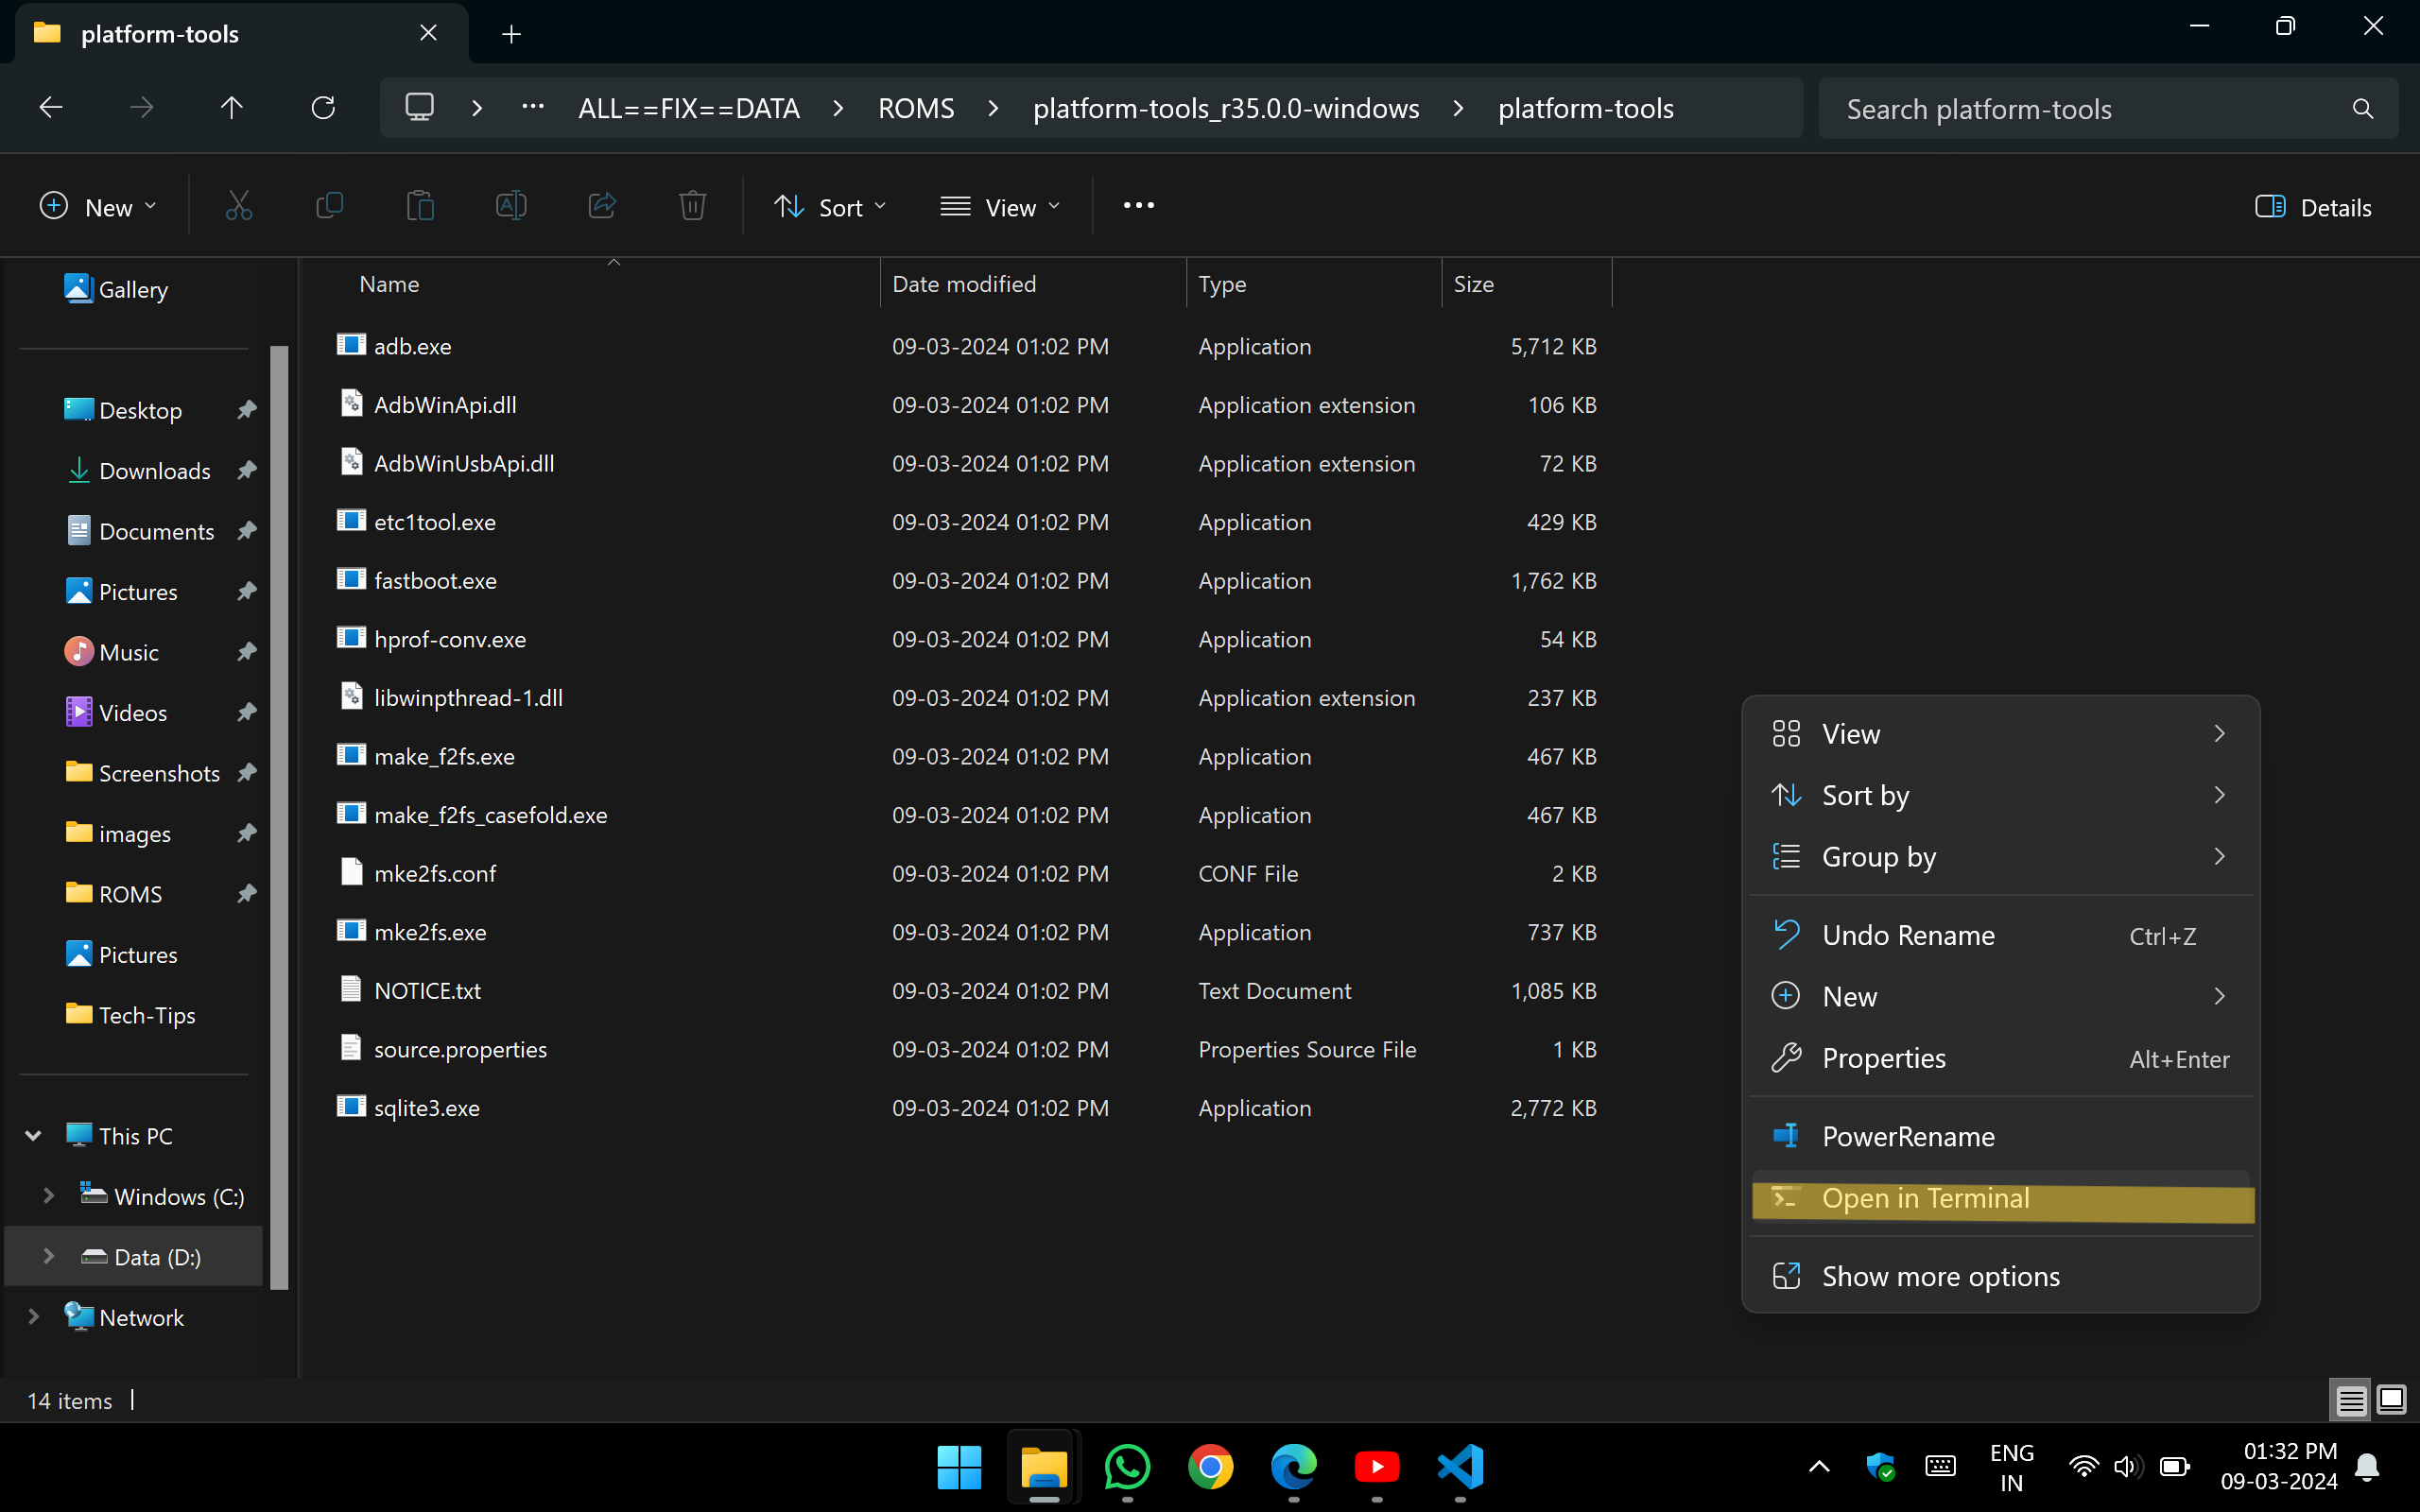 platform-tools
ALL==FIX==DATA > ROMS > platform-tools_r35.0.0-windows > platform-tools
Search platform-tools
New
Sort
View
Details
Gallery
Desktop
Downloads
Documents
Pictures
Music
Videos
Screenshots
images
ROMS
Pictures
Tech-Tips
This PC
Windows (C:)
Data (D:)
Network
Name Date modified Type Size
adb.exe 09-03-2024 01:02 PM Application 5,712 KB
AdbWinApi.dll 09-03-2024 01:02 PM Application extension 106 KB
AdbWinUsbApi.dll 09-03-2024 01:02 PM Application extension 72 KB
etc1tool.exe 09-03-2024 01:02 PM Application 429 KB
fastboot.exe 09-03-2024 01:02 PM Application 1,762 KB
hprof-conv.exe 09-03-2024 01:02 PM Application 54 KB
libwinpthread-1.dll 09-03-2024 01:02 PM Application extension 237 KB
make_f2fs.exe 09-03-2024 01:02 PM Application 467 KB
make_f2fs_casefold.exe 09-03-2024 01:02 PM Application 467 KB
mke2fs.conf 09-03-2024 01:02 PM CONF File 2 KB
mke2fs.exe 09-03-2024 01:02 PM Application 737 KB
NOTICE.txt 09-03-2024 01:02 PM Text Document 1,085 KB
source.properties 09-03-2024 01:02 PM Properties Source File 1 KB
sqlite3.exe 09-03-2024 01:02 PM Application 2,772 KB
View
Sort by
Group by
Undo Rename Ctrl+Z
New
Properties Alt+Enter
PowerRename
Open in Terminal
Show more options
14 items
ENG
IN
01:32 PM
09-03-2024